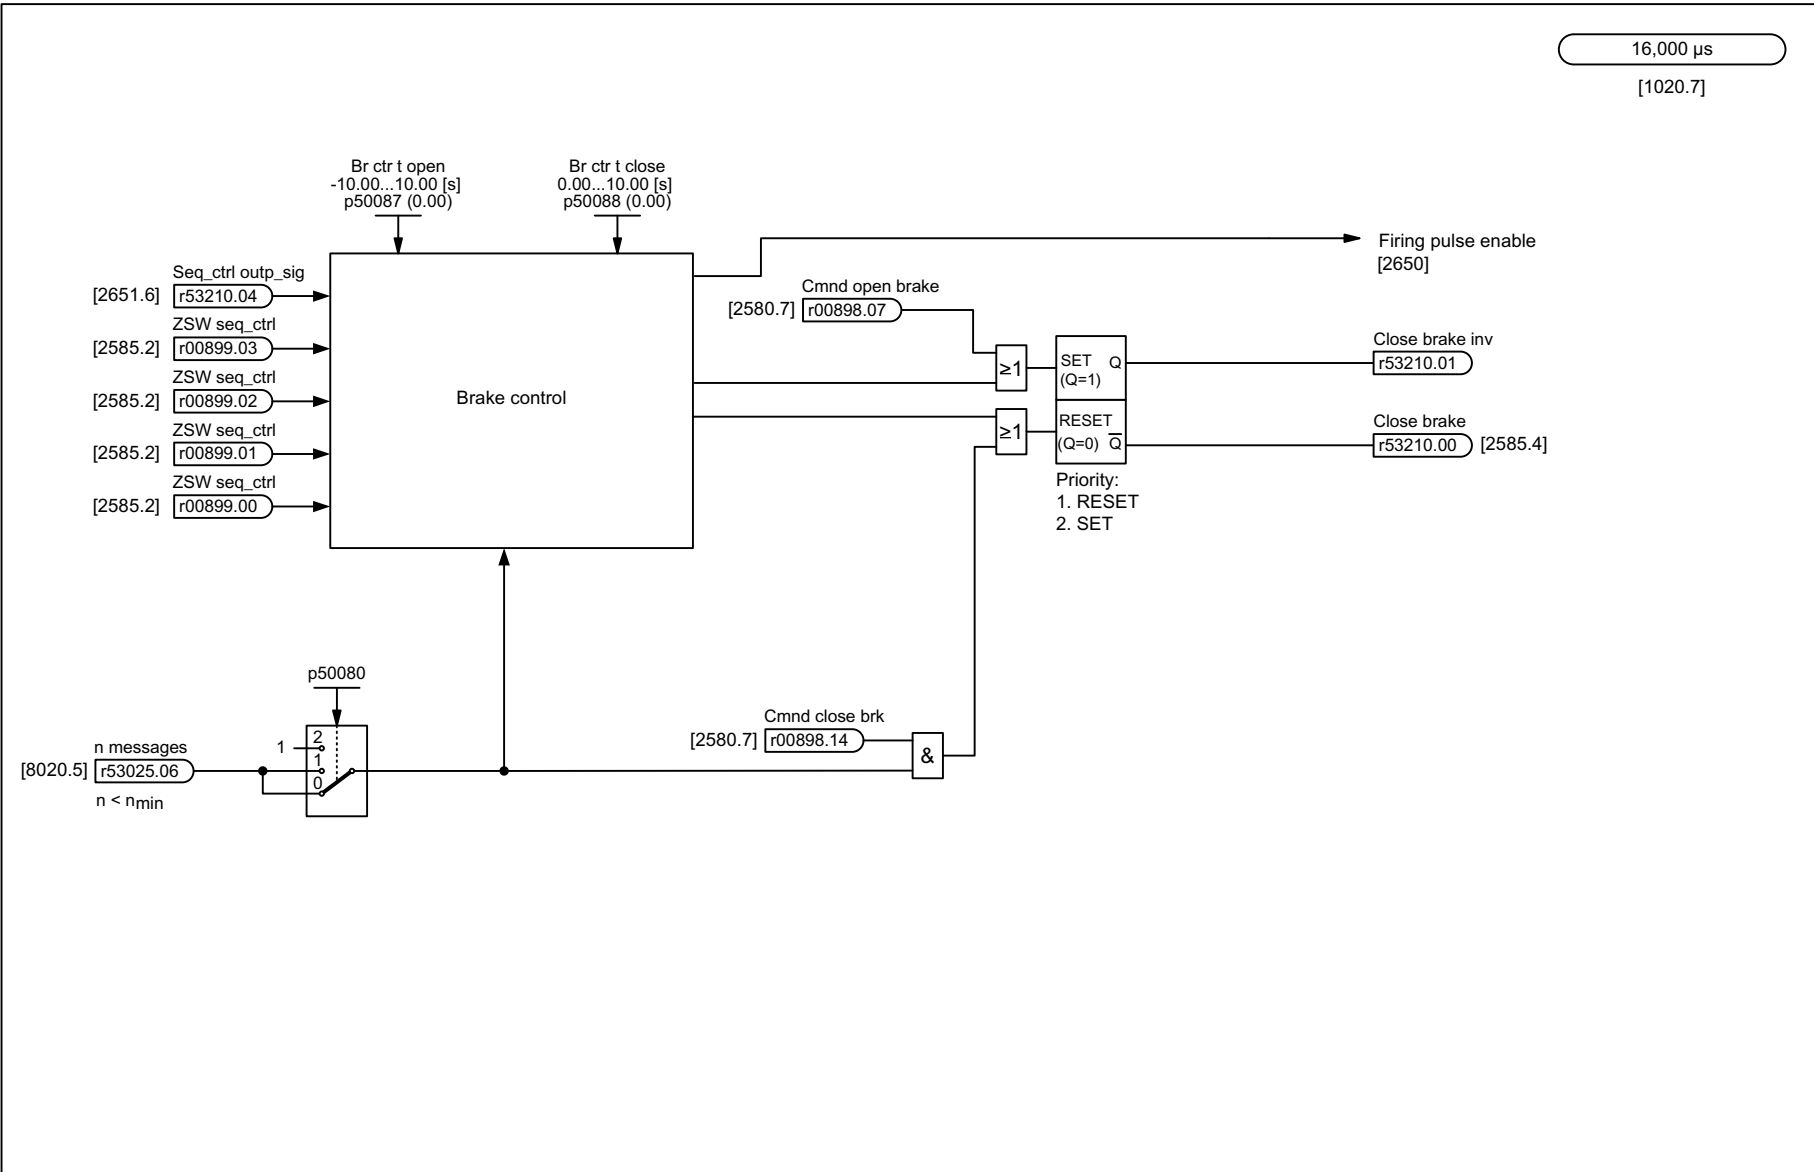 16,000 µs
[1020.7]
Br ctr t open
-10.00...10.00 [s]
p50087 (0.00)
Br ctr t close
0.00...10.00 [s]
p50088 (0.00)
Firing pulse enable
[2650]
Seq_ctrl outp_sig
[2651.6] r53210.04
ZSW seq_ctrl
[2585.2] r00899.03
ZSW seq_ctrl
[2585.2] r00899.02
ZSW seq_ctrl
[2585.2] r00899.01
ZSW seq_ctrl
[2585.2] r00899.00
Brake control
Cmnd open brake
[2580.7] r00898.07
≥1
≥1
SET Q
(Q=1)
RESET
(Q=0) Q̅
Priority:
1. RESET
2. SET
Close brake inv
r53210.01
Close brake
r53210.00 [2585.4]
p50080
n messages
[8020.5] r53025.06
n < nmin
1
2
1
0
Cmnd close brk
[2580.7] r00898.14
&